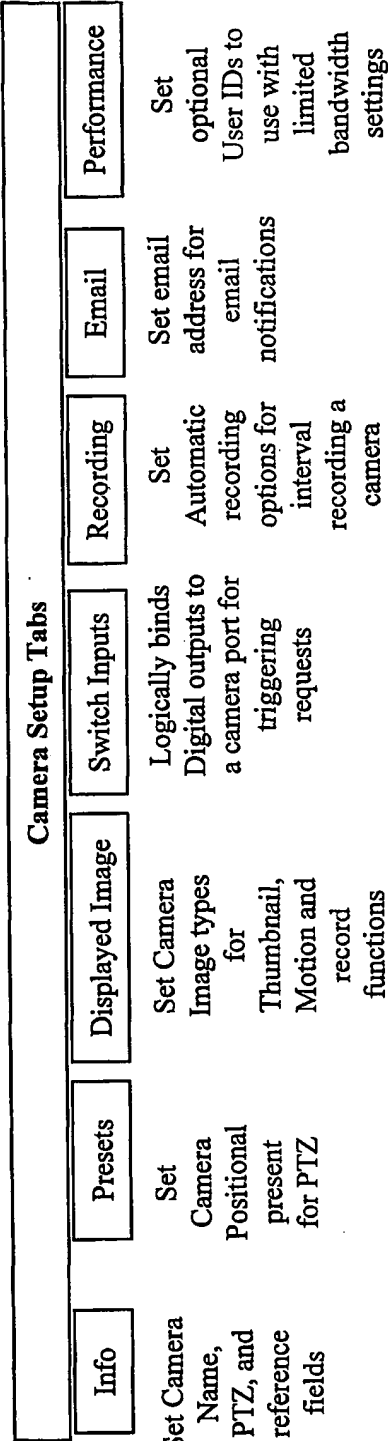 Camera Setup Tabs
Info
Set Camera
Name,
PTZ, and
reference
fields
Presets
Set
Camera
Positional
present
for PTZ
Displayed Image
Set Camera
Image types
for
Thumbnail,
Motion and
record
functions
Switch Inputs
Logically binds
Digital outputs to
a camera port for
triggering
requests
Recording
Set
Automatic
recording
options for
interval
recording a
camera
Email
Set email
address for
email
notifications
Performance
Set
optional
User IDs to
use with
limited
bandwidth
settings